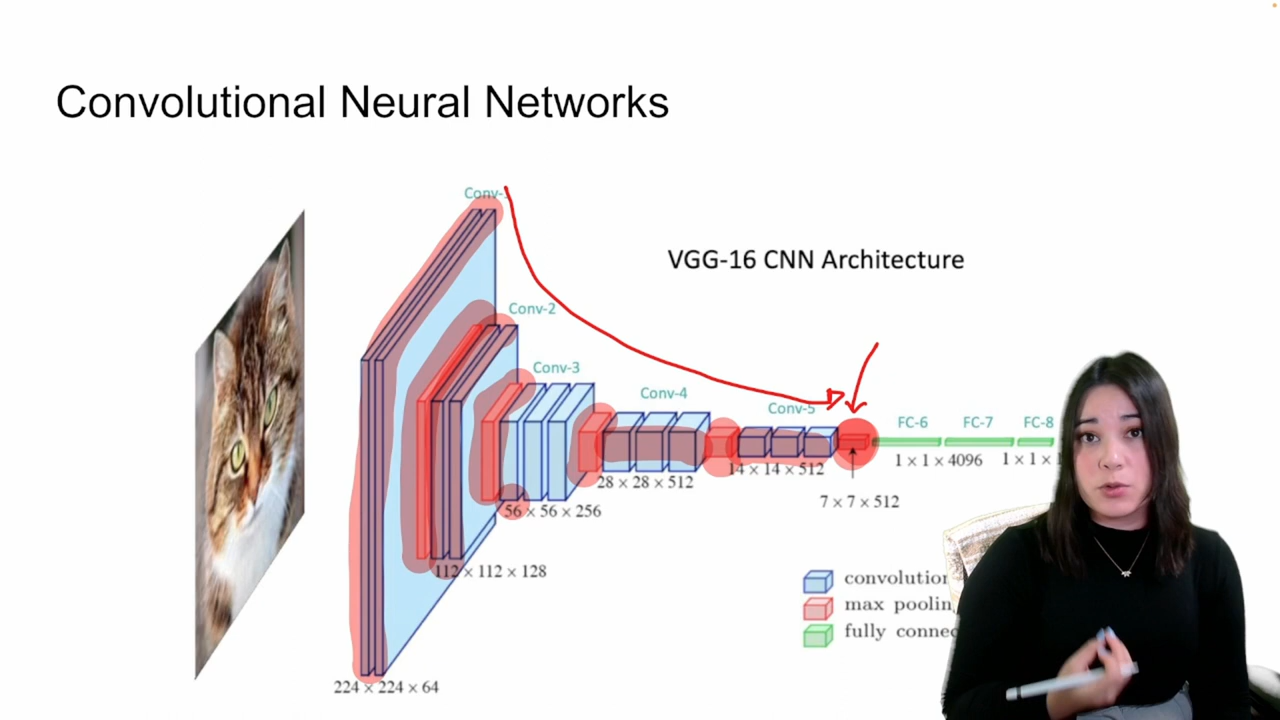 Convolutional Neural Networks
VGG-16 CNN Architecture
Conv-2
Conv-3
Conv-4
Conv-5
FC-6
FC-7
FC-8
1 × 1 × 4096
14 × 14 × 512
28 × 28 × 512
7 × 7 × 512
56 × 56 × 256
112 × 112 × 128
224 × 224 × 64
max
fully